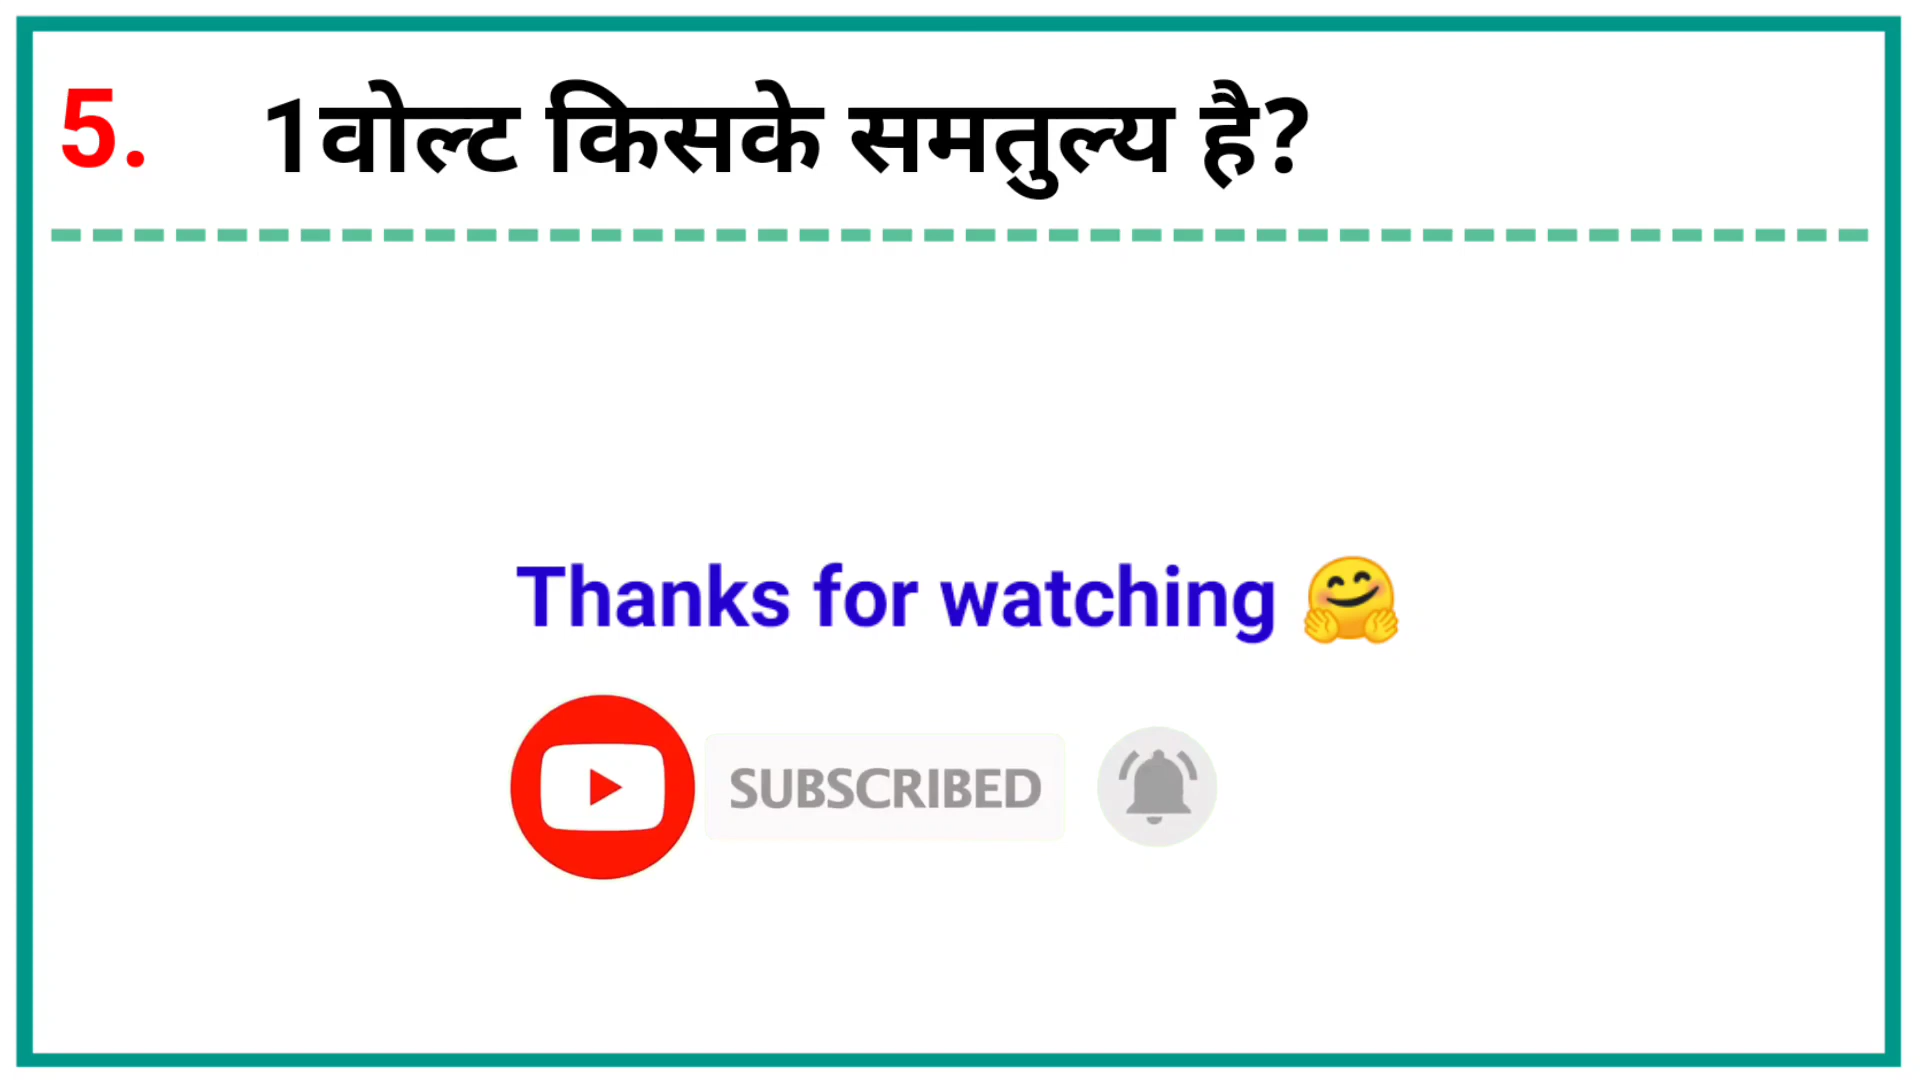 5. 1वोल्ट किसके समतुल्य है?
Thanks for watching 🤗
SUBSCRIBED